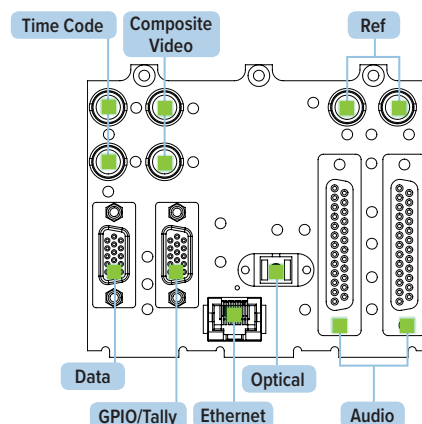 Time Code
Composite
Video
Ref
Data
Optical
GPIO/Tally
Ethernet
Audio